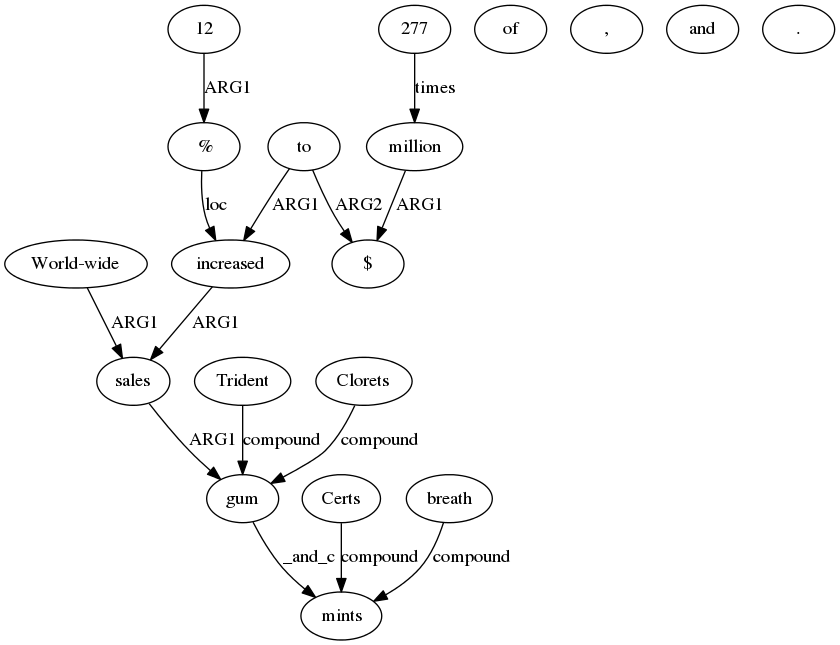 12 277 of , and .
ARG1 times
% to million
loc ARG1 ARG2 ARG1
World-wide increased $
ARG1 ARG1
sales Trident Clorets
ARG1 compound compound
gum Certs breath
_and_c compound compound
mints